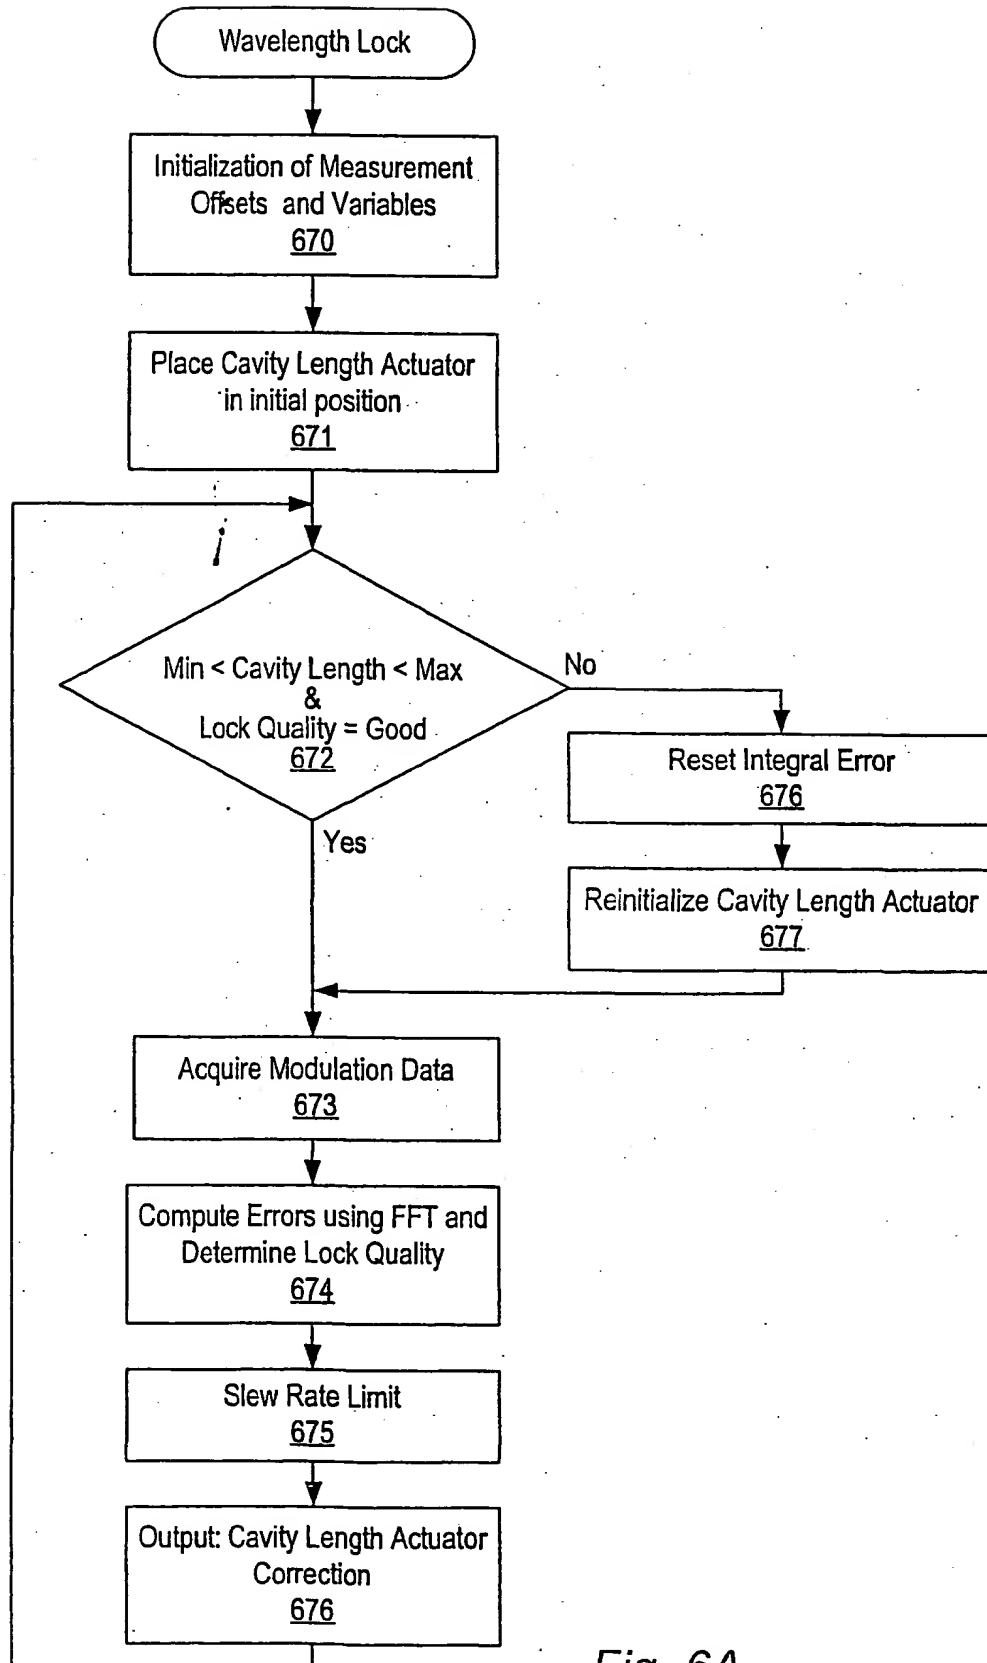 Wavelength Lock
Initialization of Measurement
Offsets and Variables
670
Place Cavity Length Actuator
in initial position
671
Min < Cavity Length < Max
&
Lock Quality = Good
672
No
Reset Integral Error
676
Yes
Reinitialize Cavity Length Actuator
677
Acquire Modulation Data
673
Compute Errors using FFT and
Determine Lock Quality
674
Slew Rate Limit
675
Output: Cavity Length Actuator
Correction
676
Fig. 6A